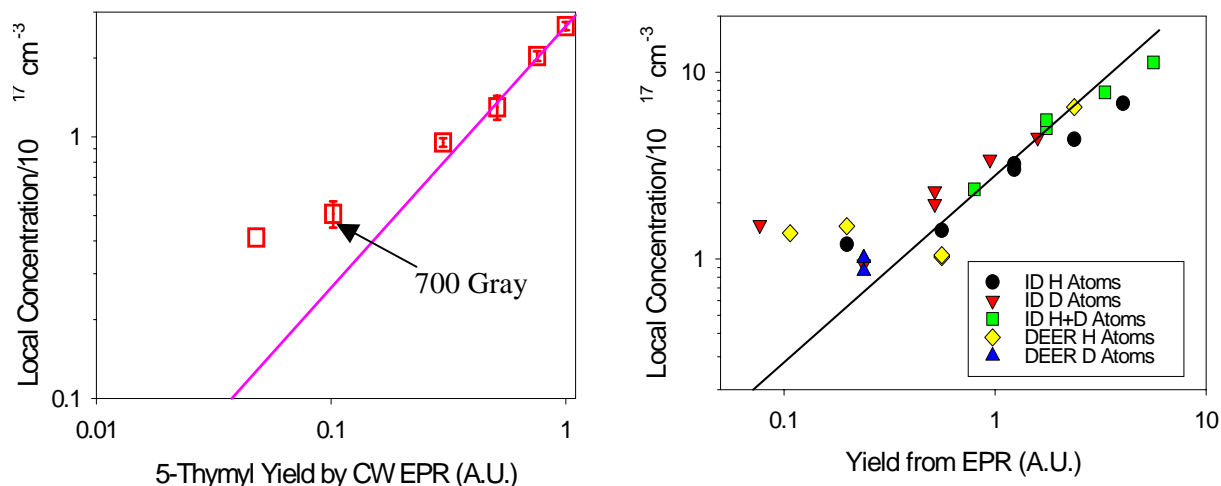 Local Concentration/10 17 cm-3
1
0.1
0.01
0.1
1
700 Gray
5-Thymyl Yield by CW EPR (A.U.)
Local Concentration/10 17 cm-3
10
1
0.1
1
10
ID H Atoms
ID D Atoms
ID H+D Atoms
DEER H Atoms
DEER D Atoms
Yield from EPR (A.U.)